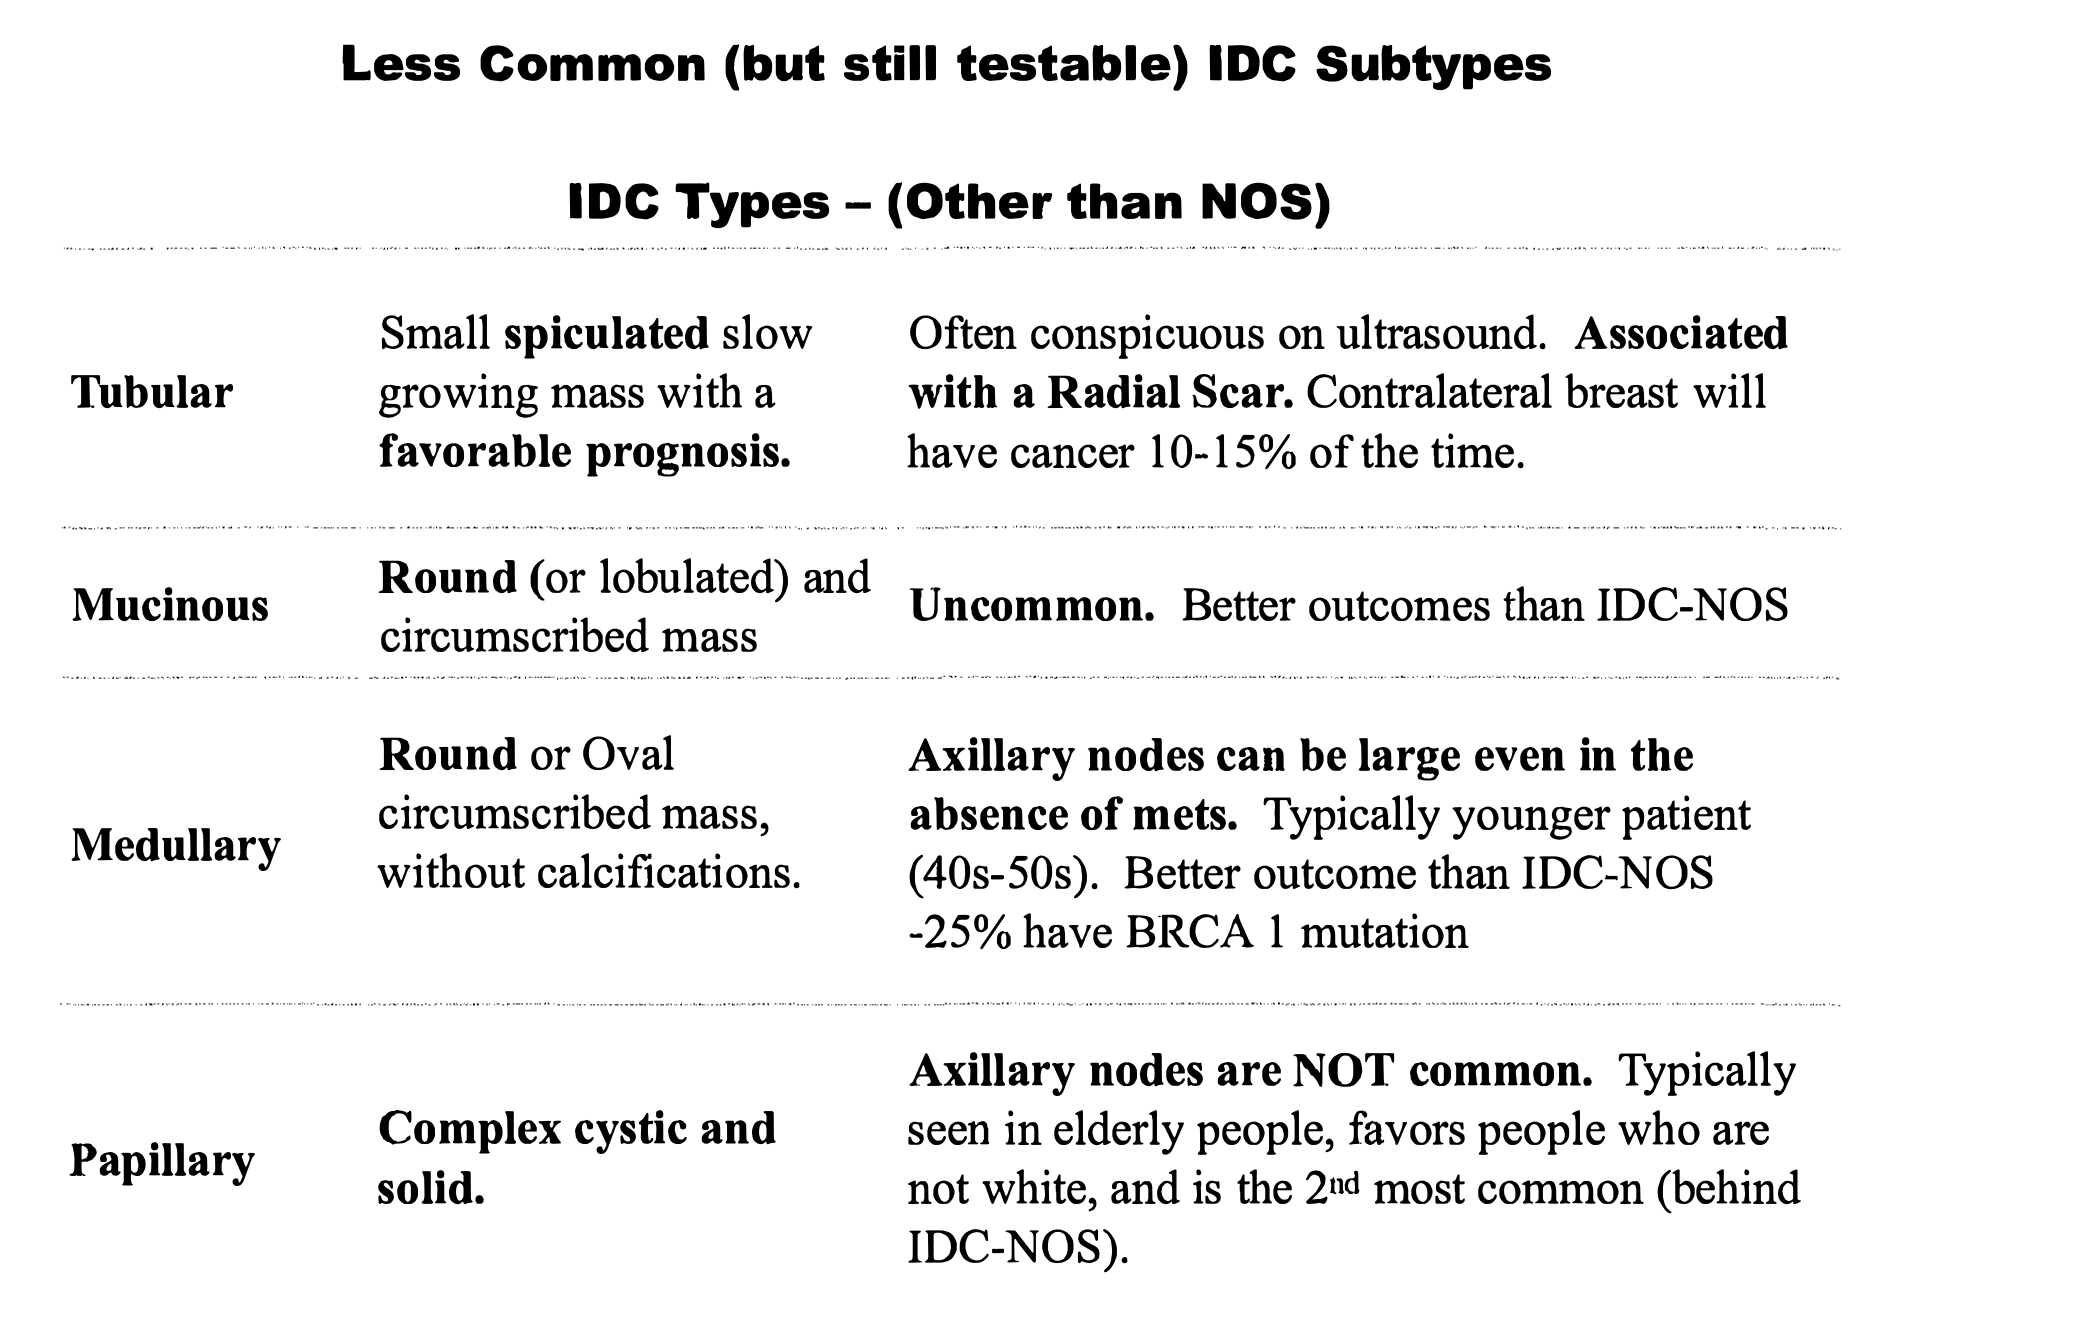 Less Common (but still testable) IDC Subtypes
IDC Types – (Other than NOS)
Tubular
Small spiculated slow
growing mass with a
favorable prognosis.
Often conspicuous on ultrasound. Associated
with a Radial Scar. Contralateral breast will
have cancer 10-15% of the time.
Mucinous
Round (or lobulated) and
circumscribed mass
Uncommon. Better outcomes than IDC-NOS
Medullary
Round or Oval
circumscribed mass,
without calcifications.
Axillary nodes can be large even in the
absence of mets. Typically younger patient
(40s-50s). Better outcome than IDC-NOS
-25% have BRCA 1 mutation
Papillary
Complex cystic and
solid.
Axillary nodes are NOT common. Typically
seen in elderly people, favors people who are
not white, and is the 2nd most common (behind
IDC-NOS).